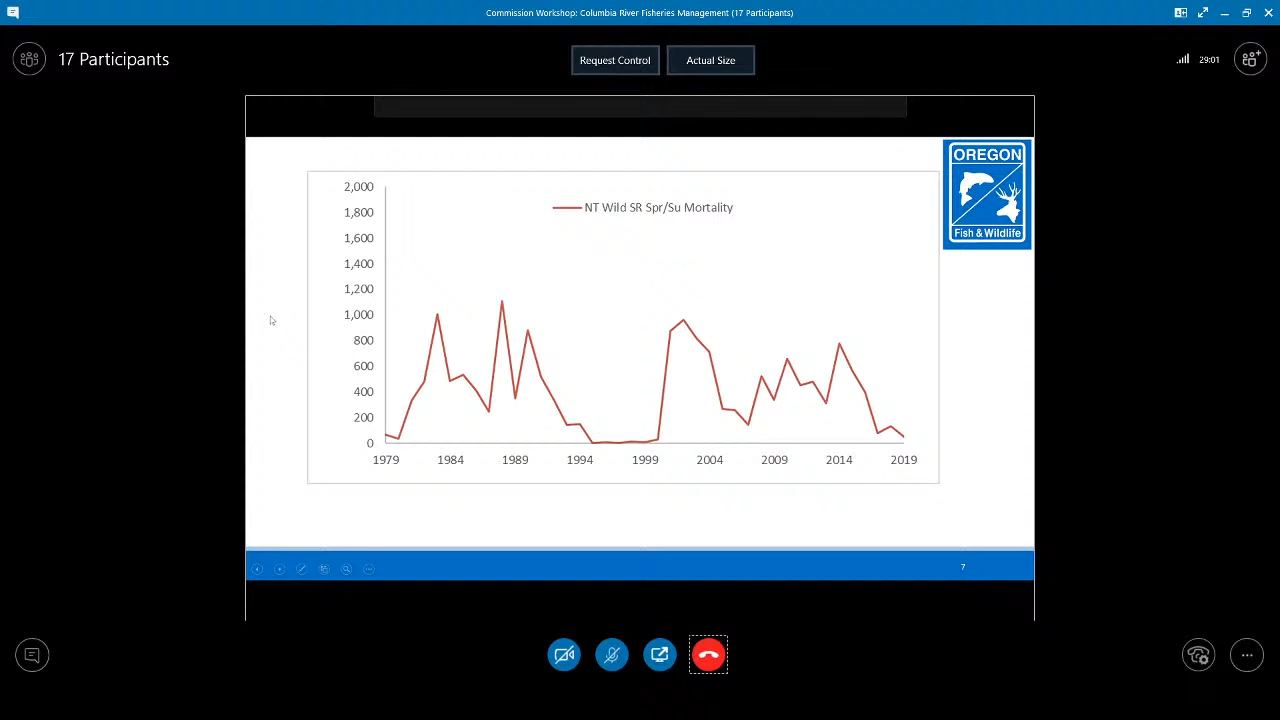 Commission Workshop: Columbia River Fisheries Management (17 Participants)
17 Participants
Request Control
Actual Size
29:01
OREGON
Fish & Wildlife
NT Wild SR Spr/Su Mortality
2,000
1,800
1,600
1,400
1,200
1,000
800
600
400
200
0
1979 1984 1989 1994 1999 2004 2009 2014 2019
7